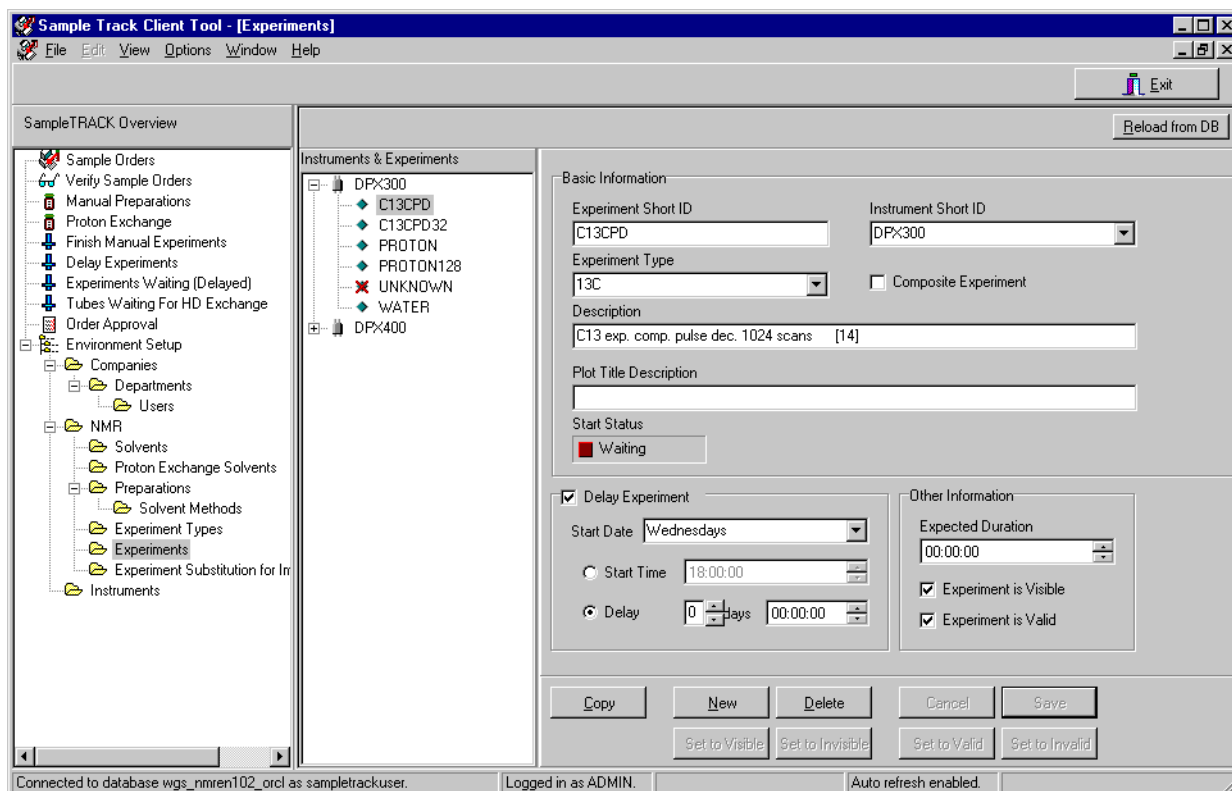 Sample Track Client Tool - [Experiments]
File Edit View Options Window Help
Exit
SampleTRACK Overview
Reload from DB
Sample Orders
Verify Sample Orders
Manual Preparations
Proton Exchange
Finish Manual Experiments
Delay Experiments
Experiments Waiting (Delayed)
Tubes Waiting For HD Exchange
Order Approval
Environment Setup
Companies
Departments
Users
NMR
Solvents
Proton Exchange Solvents
Preparations
Solvent Methods
Experiment Types
Experiments
Experiment Substitution for In
Instruments
Instruments & Experiments
DPX300
C13CPD
C13CPD32
PROTON
PROTON128
UNKNOWN
WATER
DPX400
Basic Information
Experiment Short ID Instrument Short ID
C13CPD DPX300
Experiment Type
13C Composite Experiment
Description
C13 exp. comp. pulse dec. 1024 scans [14]
Plot Title Description
Start Status
Waiting
Delay Experiment
Start Date Wednesdays
Start Time 18:00:00
Delay 0 days 00:00:00
Other Information
Expected Duration
00:00:00
Experiment is Visible
Experiment is Valid
Copy New Delete Cancel Save
Set to Visible Set to Invisible Set to Valid Set to Invalid
Connected to database wgs_nmren102_orcl as sampletrackuser. Logged in as ADMIN. Auto refresh enabled.